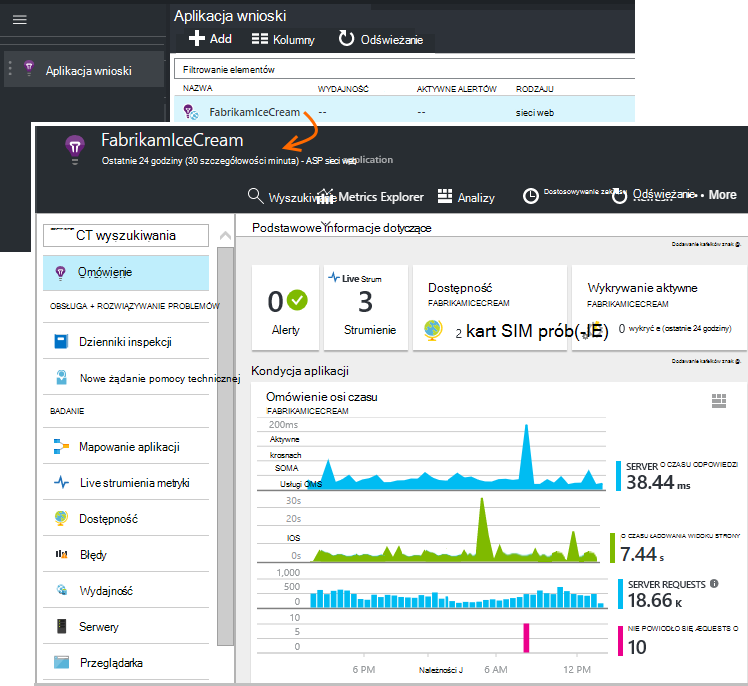 Aplikacja wnioski
Add
Kolumny
Odświeżanie
Aplikacja wnioski
Filtrowanie elementów
NAZWA
WYDAJNOŚĆ
AKTYWNE ALERTÓW
RODZAJU
FabrikamIceCream
--
--
sieci web
FabrikamIceCream
Ostatnie 24 godziny (30 szczegółowości minuta) - ASP sieci web
application
Wyszukiwanie
Metrics Explorer
Analizy
Dostosowywanie zakresu
Odświeżanie
Refresh
More
CT wyszukiwania
Podstawowe informacje dotyczące
Dodawanie kafelków znak @.
Omówienie
OBSŁUGA + ROZWIĄZYWANIE PROBLEMÓW
Dzienniki inspekcji
Nowe żądanie pomocy technicznej
BADANIE
Mapowanie aplikacji
Live strumienia metryki
Dostępność
Błędy
Wydajność
Serwery
Przeglądarka
0
Alerty
Live Strum
3
Strumienie
Dostępność
FABRIKAMICECREAM
2 kart SIM prób(-IE)
Wykrywanie aktywne
FABRIKAMICECREAM
0 wykryć e (ostatnie 24 godziny)
Dodawanie kafelków znak @.
Kondycja aplikacji
Omówienie osi czasu
FABRIKAMICECREAM
200ms
Aktywne
krosnach
SOMA
Usługi OMS
SERVER O CZASU ODPOWIEDZI
38.44 ms
30s
20s
IOS
0s
O CZASU ŁADOWANIA WIDOKU STRONY
7.44 s
1,000
500
0
SERVER REQUESTS
18.66 K
10
5
0
NIE POWIODŁO SIĘ ÆQUESTS O
10
6 PM
Należności J
6 AM
12 PM